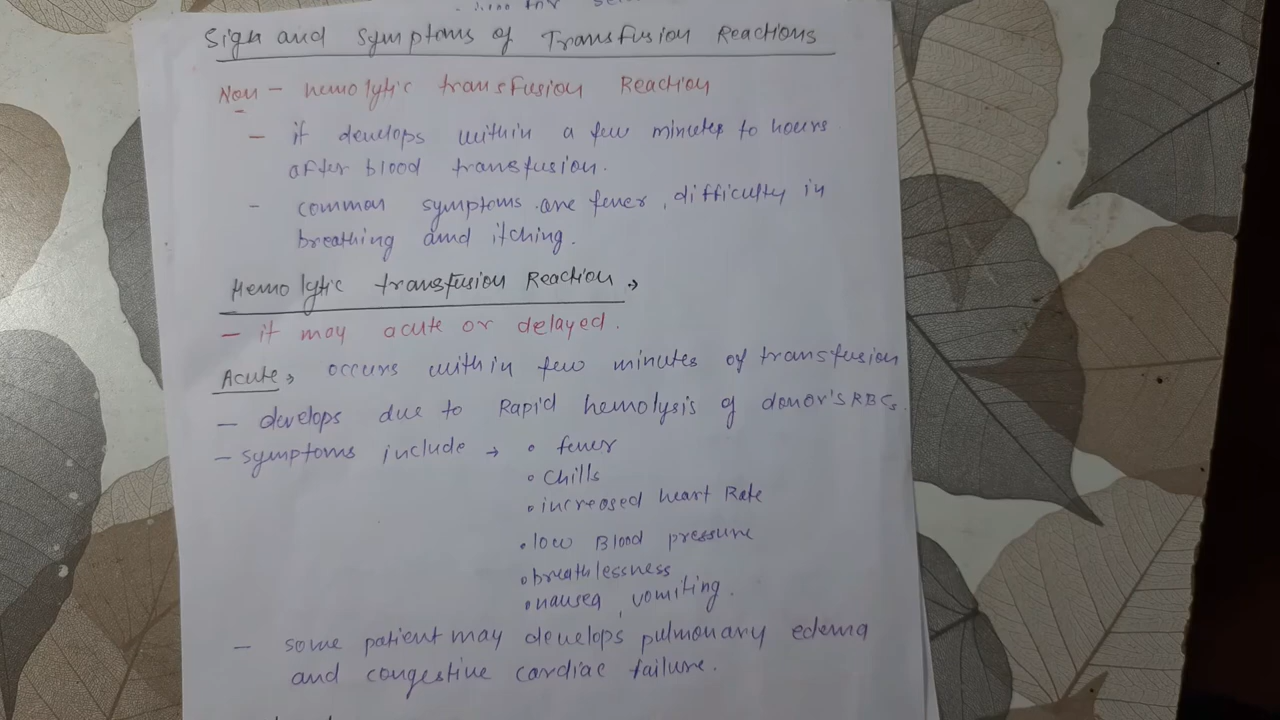 Sign and Symptoms of Transfusion Reactions
Non - hemolytic transfusion Reaction
- it develops within a few minutes to hours
after blood transfusion.
- common symptoms are fever, difficulty in
breathing and itching.
Hemolytic transfusion Reaction →
- it may acute or delayed.
Acute → occurs within few minutes of transfusion
- develops due to Rapid hemolysis of donor's RBCs.
- symptoms include → • fever
• chills
• increased heart Rate
• low Blood pressure
• breathlessness
• nausea, vomiting.
- some patient may develops pulmonary edema
and congestive cardiac failure.